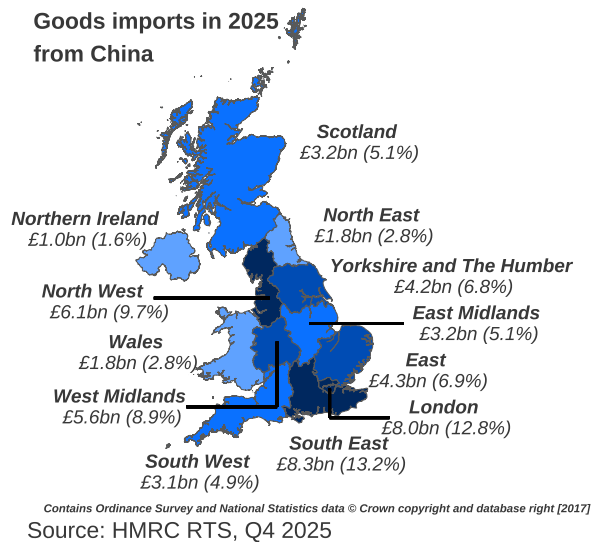 Goods imports in 2025
from China
Scotland
£3.2bn (5.1%)
Northern Ireland
£1.0bn (1.6%)
North East
£1.8bn (2.8%)
Yorkshire and The Humber
£4.2bn (6.8%)
North West
£6.1bn (9.7%)
East Midlands
£3.2bn (5.1%)
Wales
£1.8bn (2.8%)
East
£4.3bn (6.9%)
West Midlands
£5.6bn (8.9%)
London
£8.0bn (12.8%)
South East
£8.3bn (13.2%)
South West
£3.1bn (4.9%)
Contains Ordinance Survey and National Statistics data © Crown copyright and database right [2017]
Source: HMRC RTS, Q4 2025